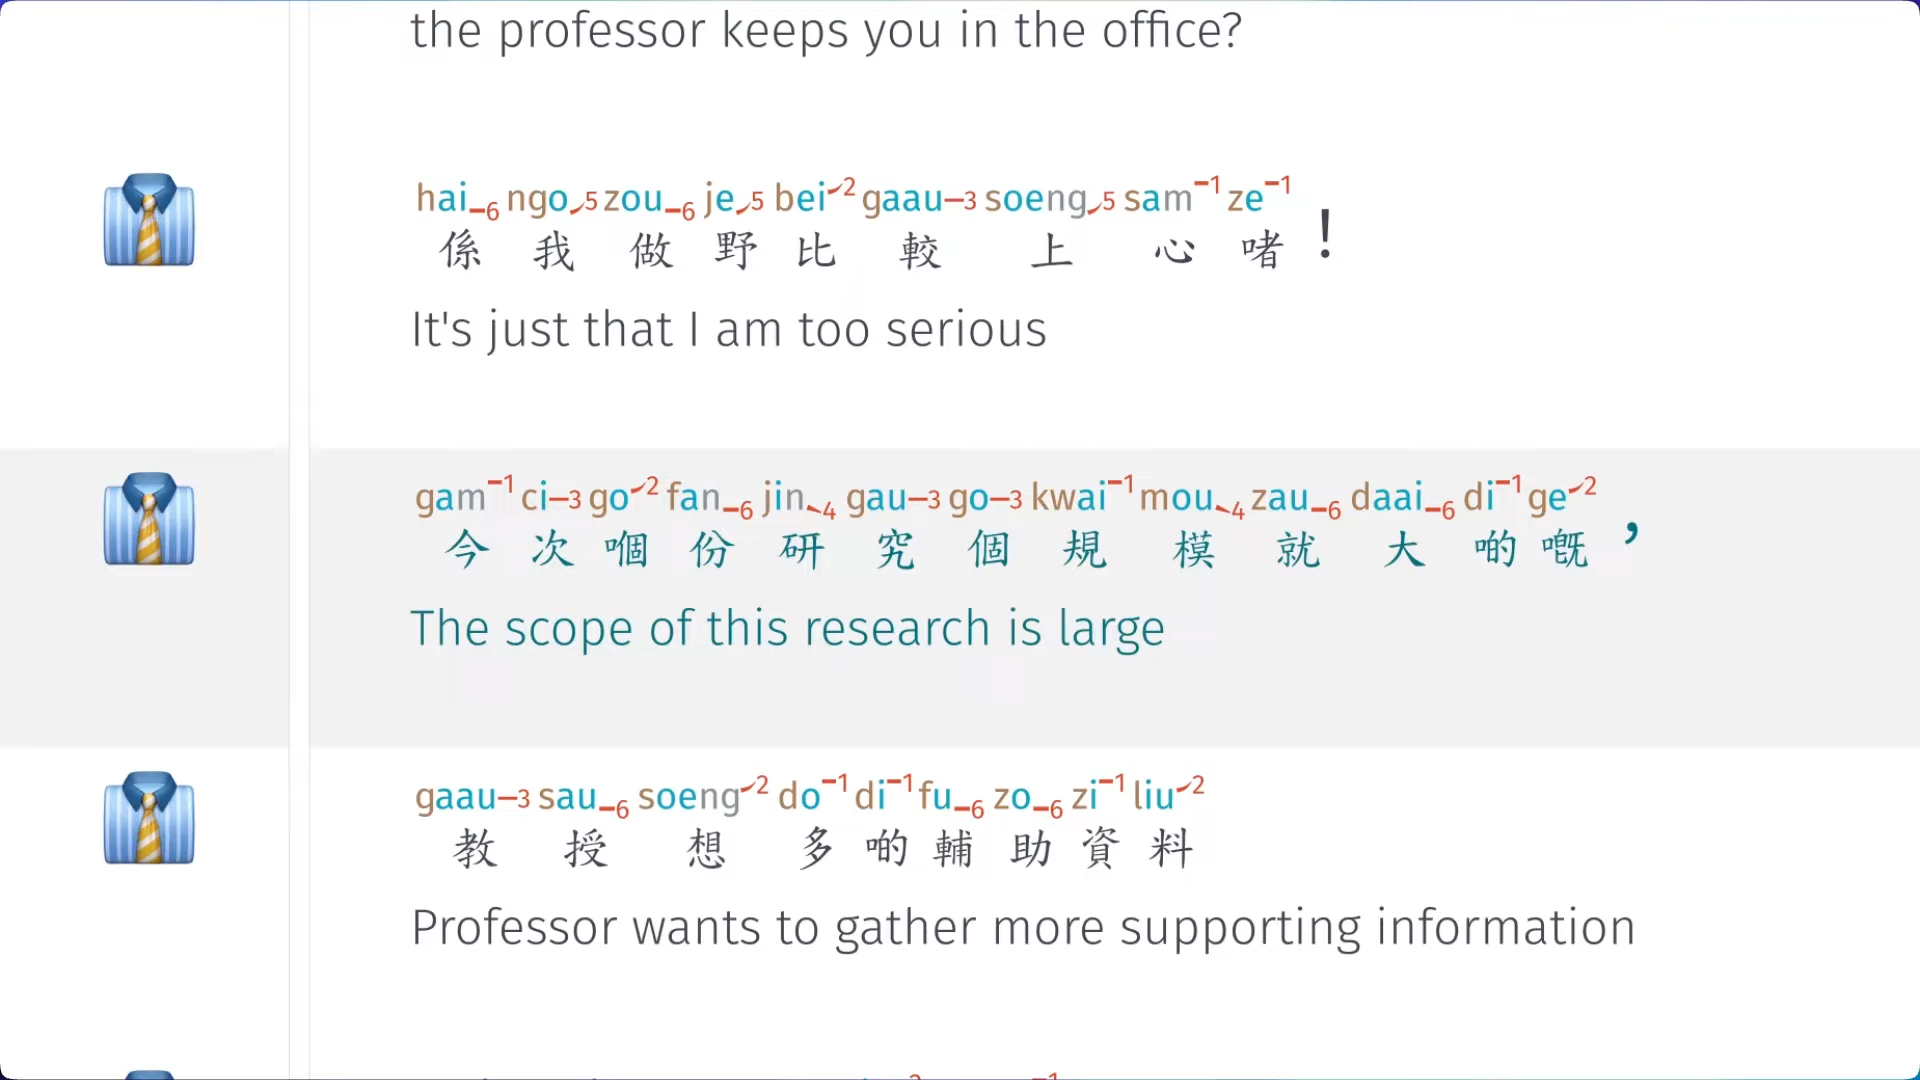 the professor keeps you in the office?
hai6 ngo5 zou6 je5 bei2 gaau3 soeng5 sam1 ze1
係我做野比較上心啫！
It's just that I am too serious
gam1 ci3 go2 fan6 jin4 gau3 go3 kwai1 mou4 zau6 daai6 di1 ge2
今次嗰份研究個規模就大啲嘅，
The scope of this research is large
gaau3 sau6 soeng2 do1 di1 fu6 zo6 zi1 liu2
教授想多啲輔助資料
Professor wants to gather more supporting information